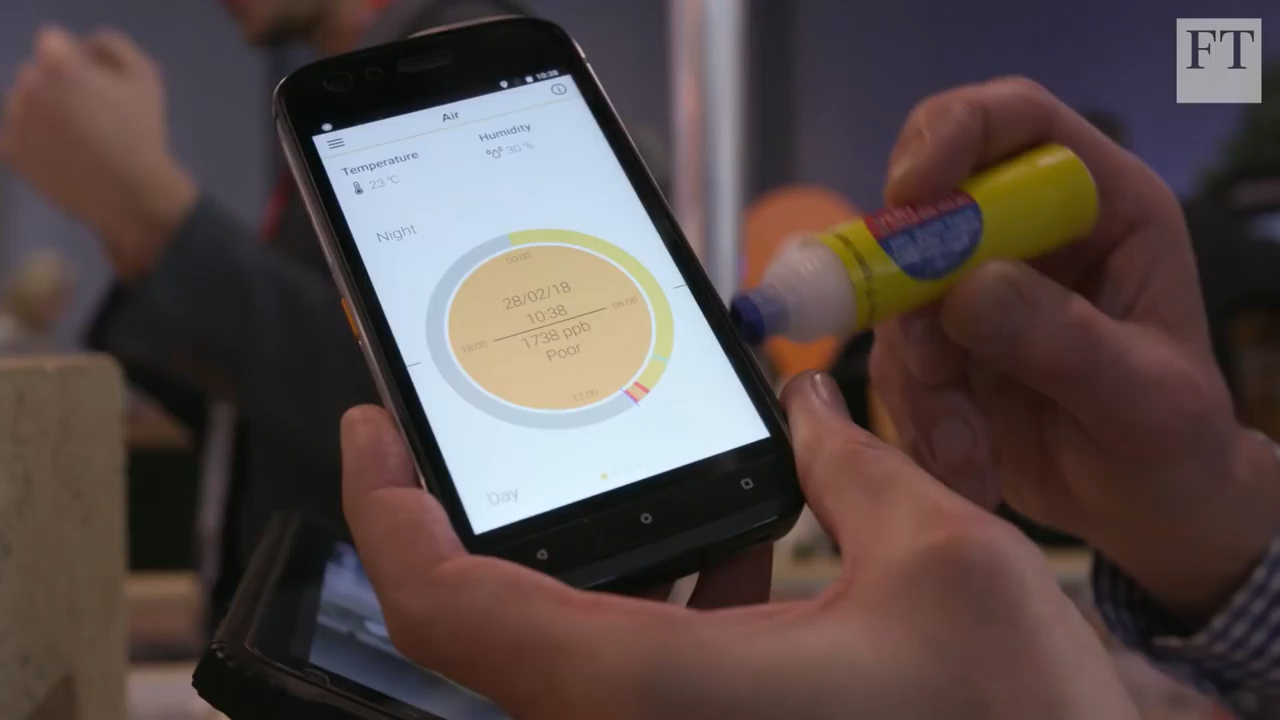 FT
10:38
Air
Temperature
23 °C
Humidity
30 %
Night
00:00
28/02/18
10:38
06:00
1738 ppb
18:00
Poor
12:00
Day